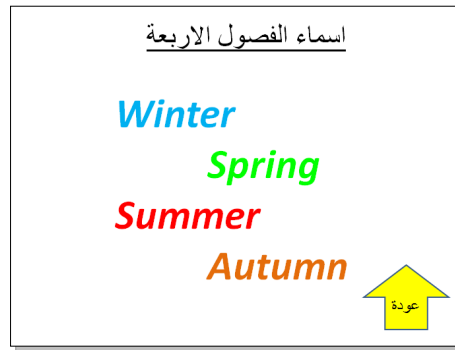 اسماء الفصول الاربعة
Winter
Spring
Summer
Autumn
عودة